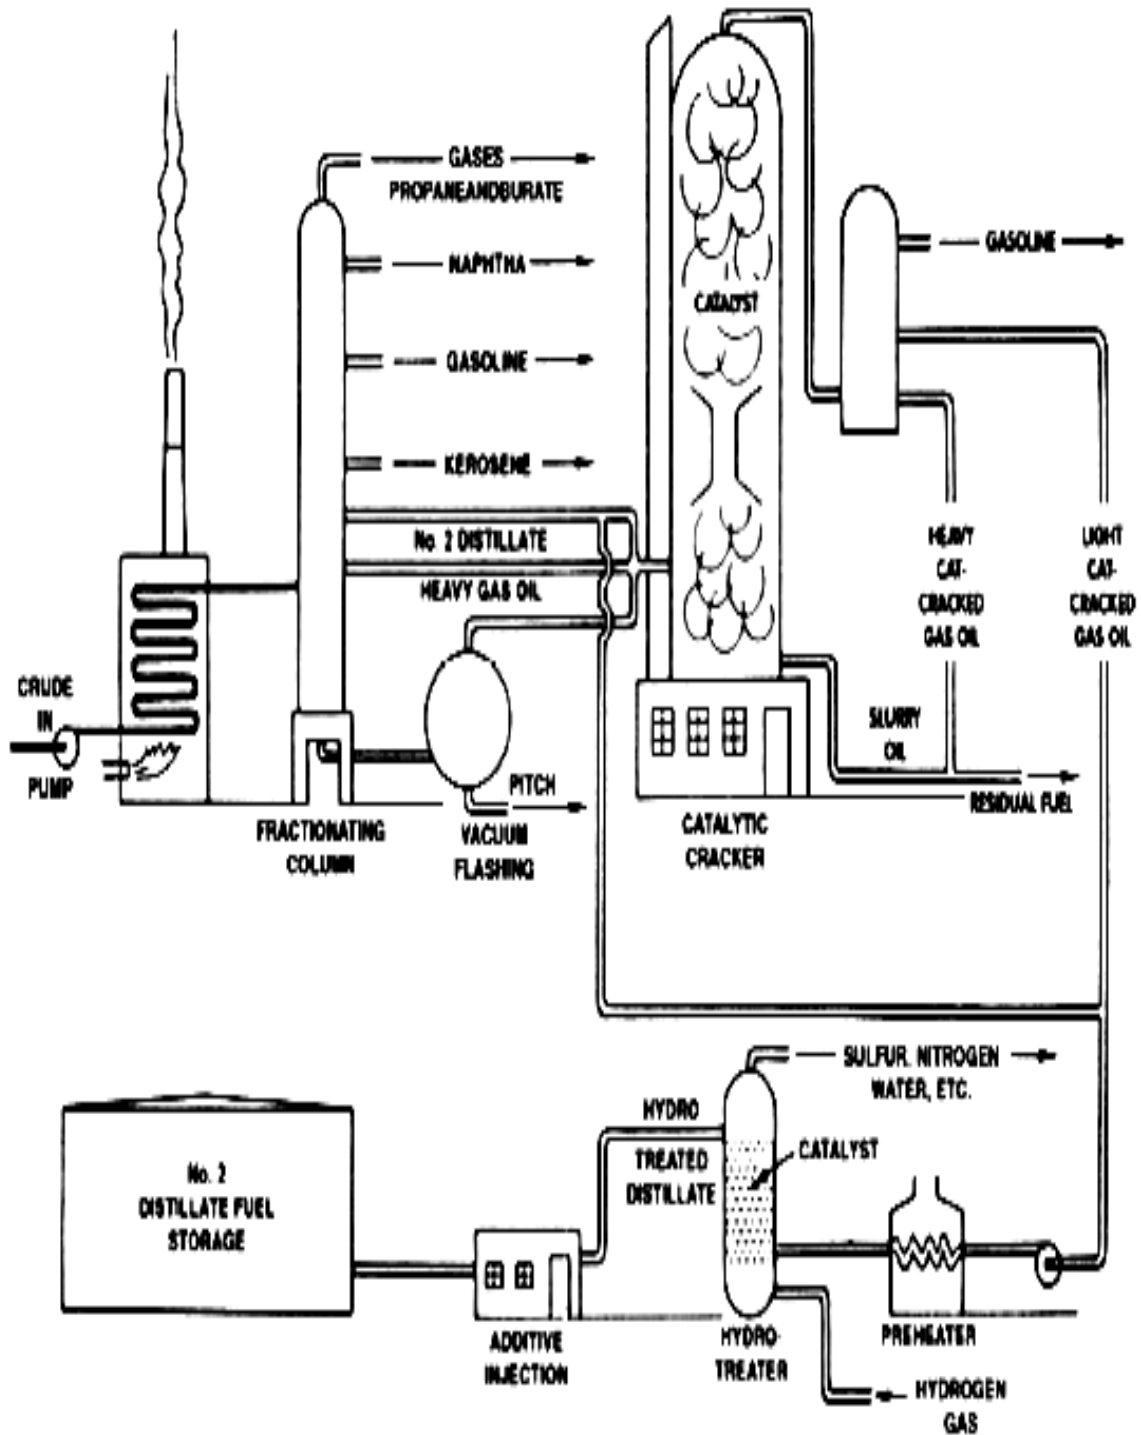 GASES
PROPANEANDBURATE
NAPHTHA
GASOLINE
KEROSENE
No. 2 DISTILLATE
HEAVY GAS OIL
CRUDE
IN
PUMP
FRACTIONATING
COLUMN
PITCH
VACUUM
FLASHING
CATALYST
CATALYTIC
CRACKER
GASOLINE
HEAVY
CAT-
CRACKED
GAS OIL
LIGHT
CAT-
CRACKED
GAS OIL
SLURRY
OIL
RESIDUAL FUEL
SULFUR, NITROGEN
WATER, ETC.
HYDRO
TREATED
DISTILLATE
CATALYST
No. 2
DISTILLATE FUEL
STORAGE
ADDITIVE
INJECTION
HYDRO-
TREATER
PREHEATER
HYDROGEN
GAS